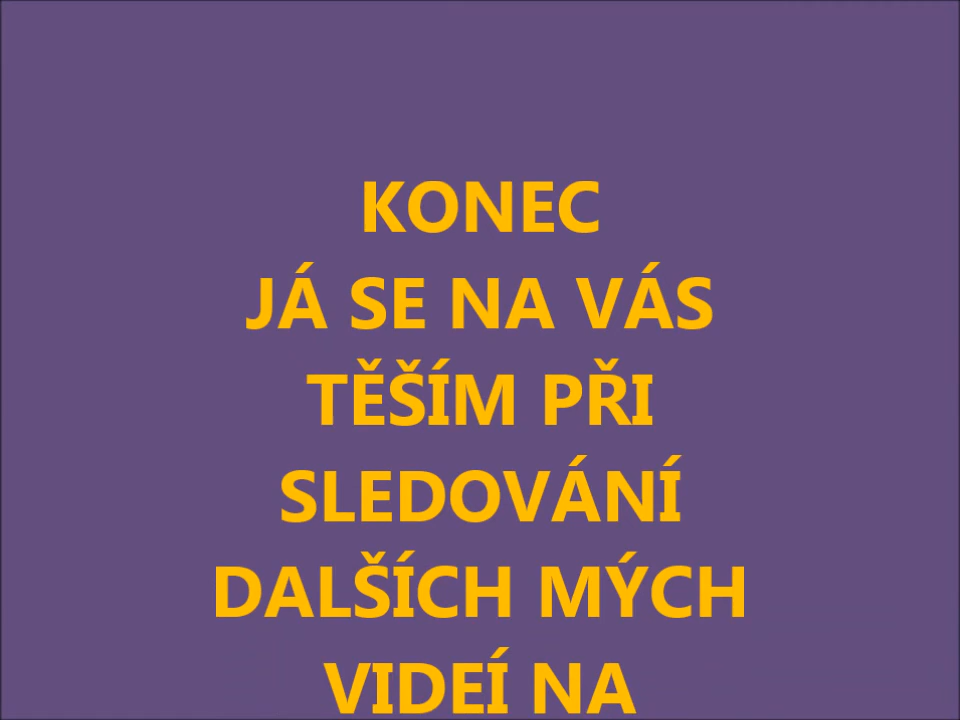 KONEC
JÁ SE NA VÁS
TĚŠÍM PŘI
SLEDOVÁNÍ
DALŠÍCH MÝCH
VIDEÍ NA